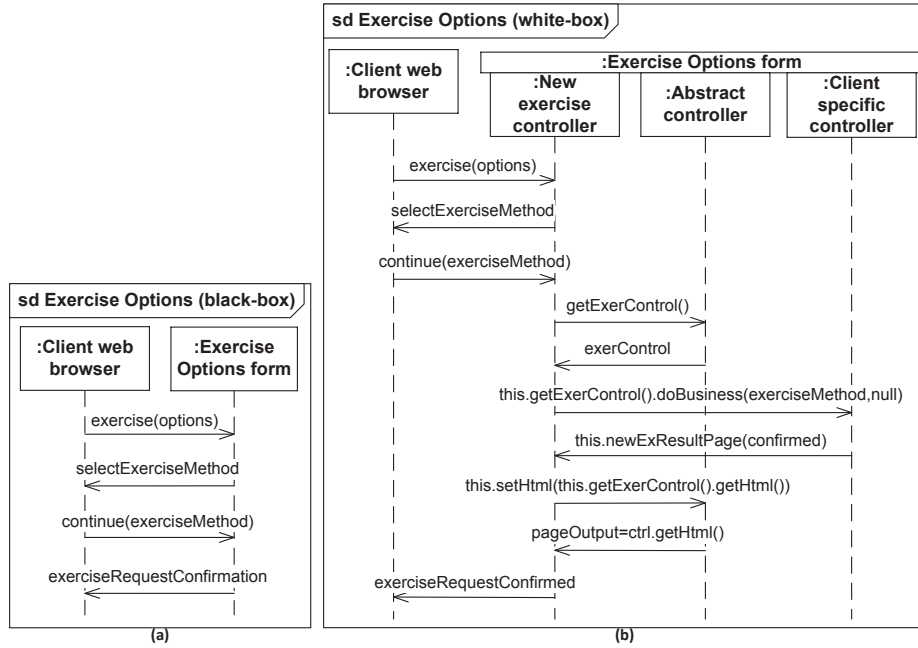 sd Exercise Options (black-box)
:Client web
browser
:Exercise
Options form
exercise(options)
selectExerciseMethod
continue(exerciseMethod)
exerciseRequestConfirmation
(a)
sd Exercise Options (white-box)
:Client web
browser
:Exercise Options form
:New
exercise
controller
:Abstract
controller
:Client
specific
controller
exercise(options)
selectExerciseMethod
continue(exerciseMethod)
getExerControl()
exerControl
this.getExerControl().doBusiness(exerciseMethod,null)
this.newExResultPage(confirmed)
this.setHtml(this.getExerControl().getHtml())
pageOutput=ctrl.getHtml()
exerciseRequestConfirmed
(b)